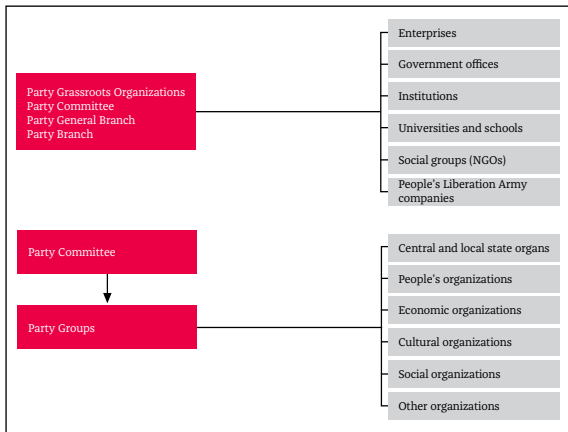 Party Grassroots Organizations
Party Committee
Party General Branch
Party Branch
Enterprises
Government offices
Institutions
Universities and schools
Social groups (NGOs)
People's Liberation Army
companies
Party Committee
Party Groups
Central and local state organs
People's organizations
Economic organizations
Cultural organizations
Social organizations
Other organizations